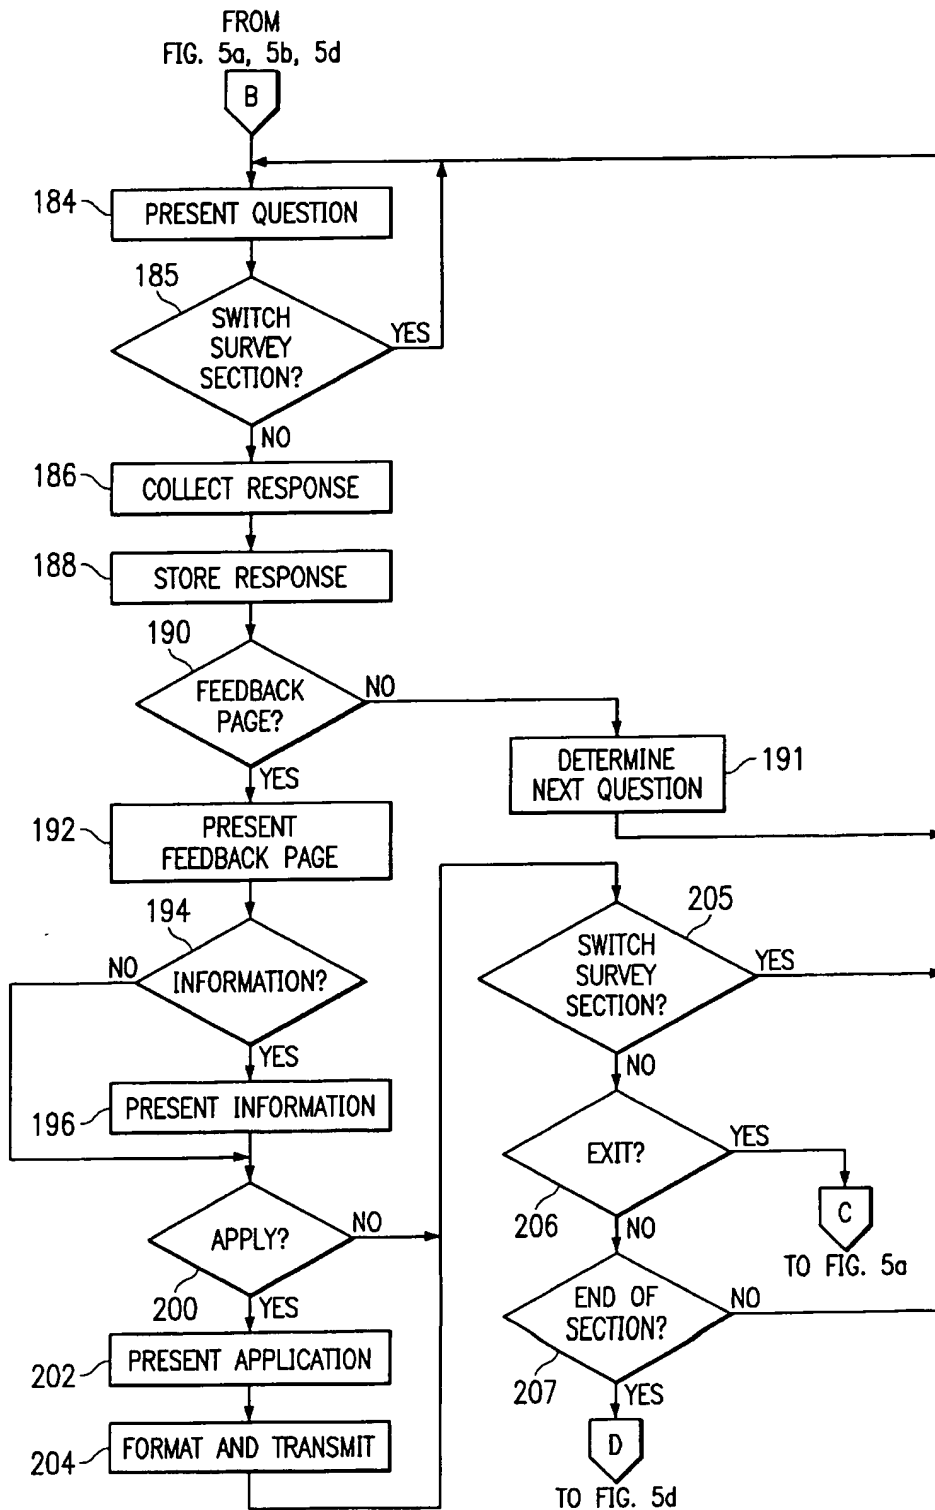 FROM
FIG. 5a, 5b, 5d
B
184
PRESENT QUESTION
185
SWITCH
SURVEY
SECTION?
YES
NO
186
COLLECT RESPONSE
188
STORE RESPONSE
190
FEEDBACK
PAGE?
NO
YES
DETERMINE
NEXT QUESTION
191
192
PRESENT
FEEDBACK PAGE
194
INFORMATION?
NO
YES
196
PRESENT INFORMATION
APPLY?
NO
200
YES
202
PRESENT APPLICATION
204
FORMAT AND TRANSMIT
205
SWITCH
SURVEY
SECTION?
YES
NO
EXIT?
YES
206
NO
C
TO FIG. 5a
END OF
SECTION?
NO
207
YES
D
TO FIG. 5d